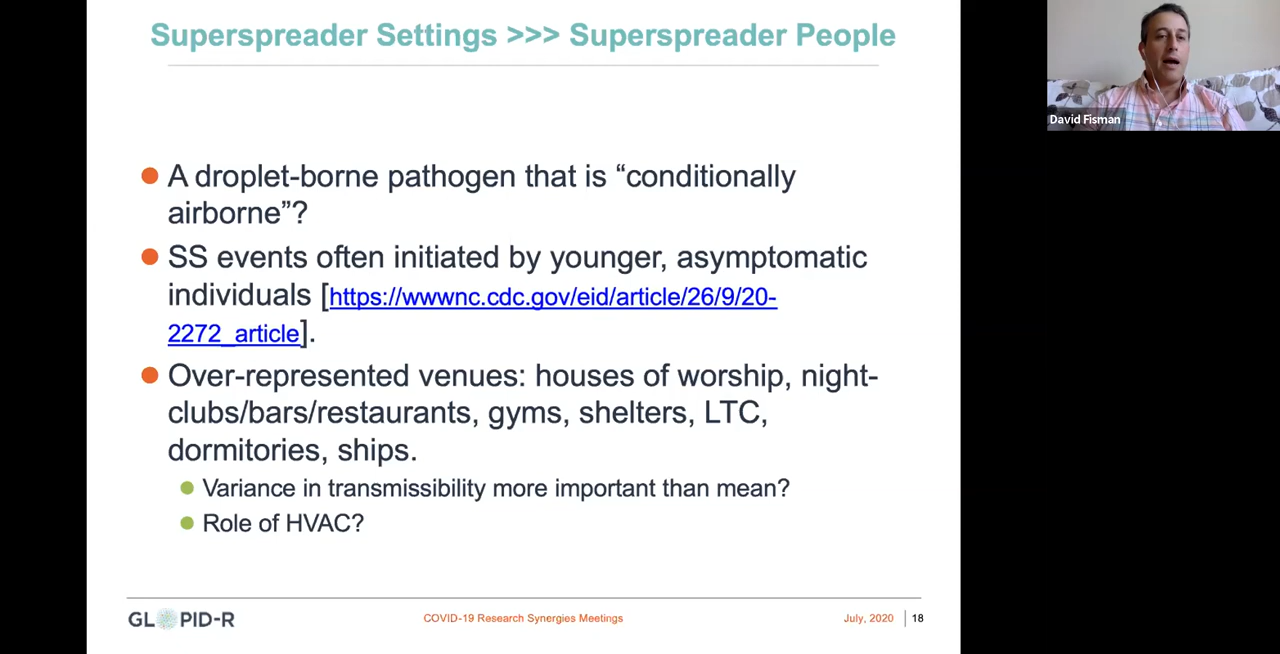 Superspreader Settings >>> Superspreader People
David Fisman
● A droplet-borne pathogen that is “conditionally
airborne”?
● SS events often initiated by younger, asymptomatic
individuals [https://wwwnc.cdc.gov/eid/article/26/9/20-
2272_article].
● Over-represented venues: houses of worship, night-
clubs/bars/restaurants, gyms, shelters, LTC,
dormitories, ships.
● Variance in transmissibility more important than mean?
● Role of HVAC?
GLOPID-R
COVID-19 Research Synergies Meetings
July, 2020 | 18